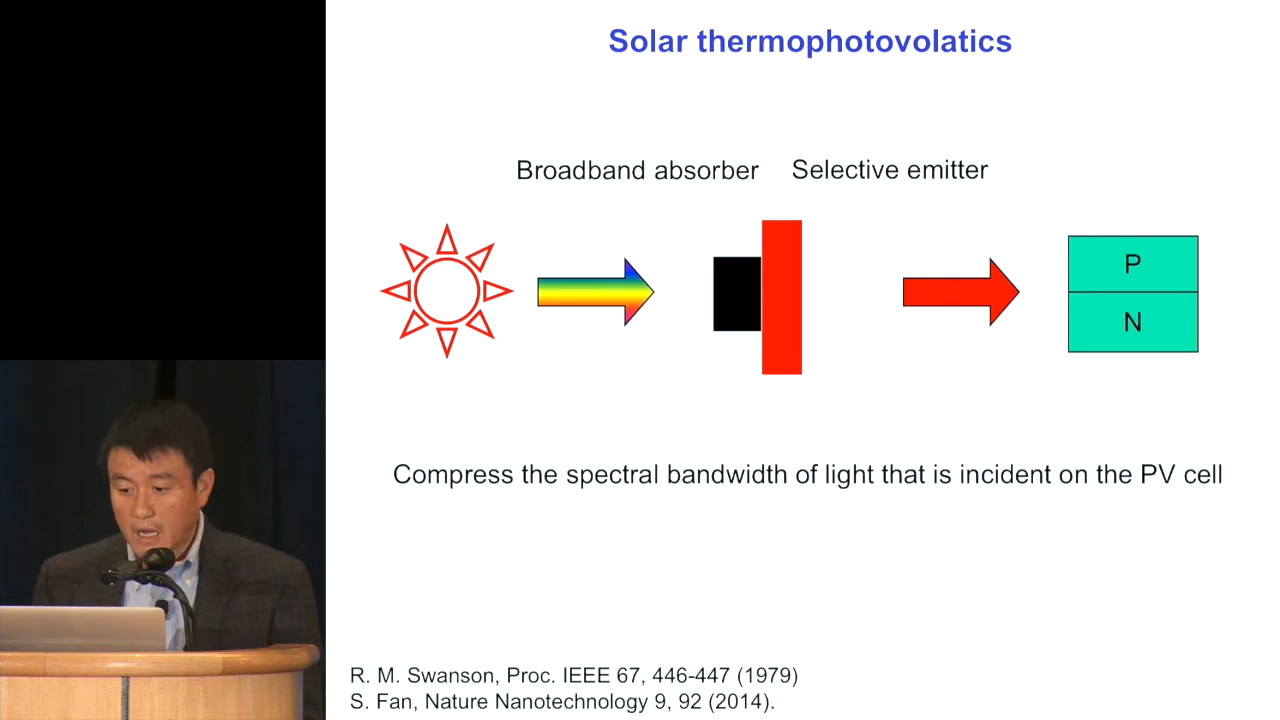 Solar thermophotovolatics
Broadband absorber Selective emitter
P
N
Compress the spectral bandwidth of light that is incident on the PV cell
R. M. Swanson, Proc. IEEE 67, 446-447 (1979)
S. Fan, Nature Nanotechnology 9, 92 (2014).